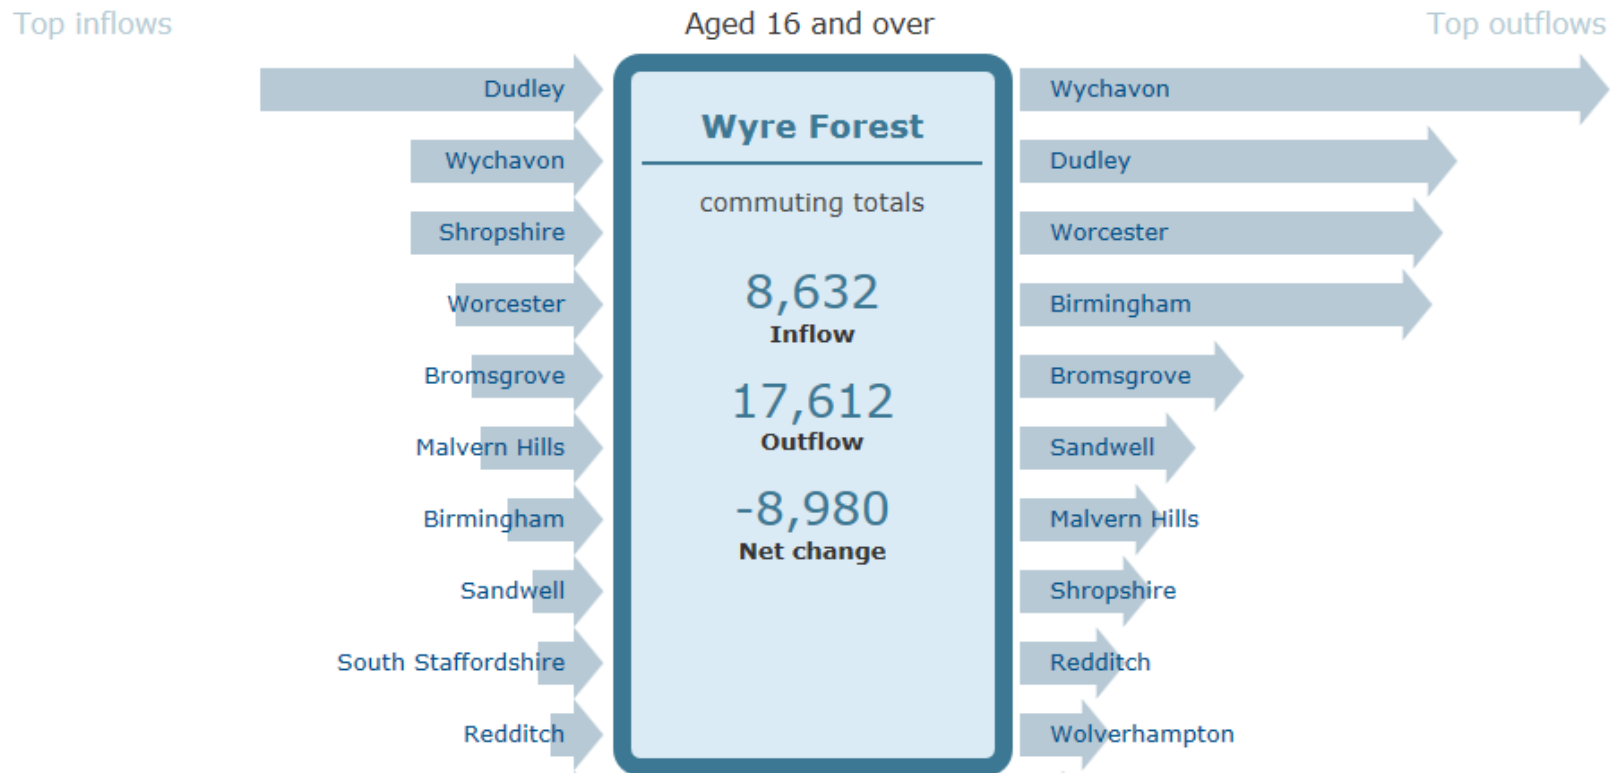 Top inflows
Aged 16 and over
Top outflows
Dudley
Wychavon
Shropshire
Worcester
Bromsgrove
Malvern Hills
Birmingham
Sandwell
South Staffordshire
Redditch
Wyre Forest
commuting totals
8,632
Inflow
17,612
Outflow
-8,980
Net change
Wychavon
Dudley
Worcester
Birmingham
Bromsgrove
Sandwell
Malvern Hills
Shropshire
Redditch
Wolverhampton